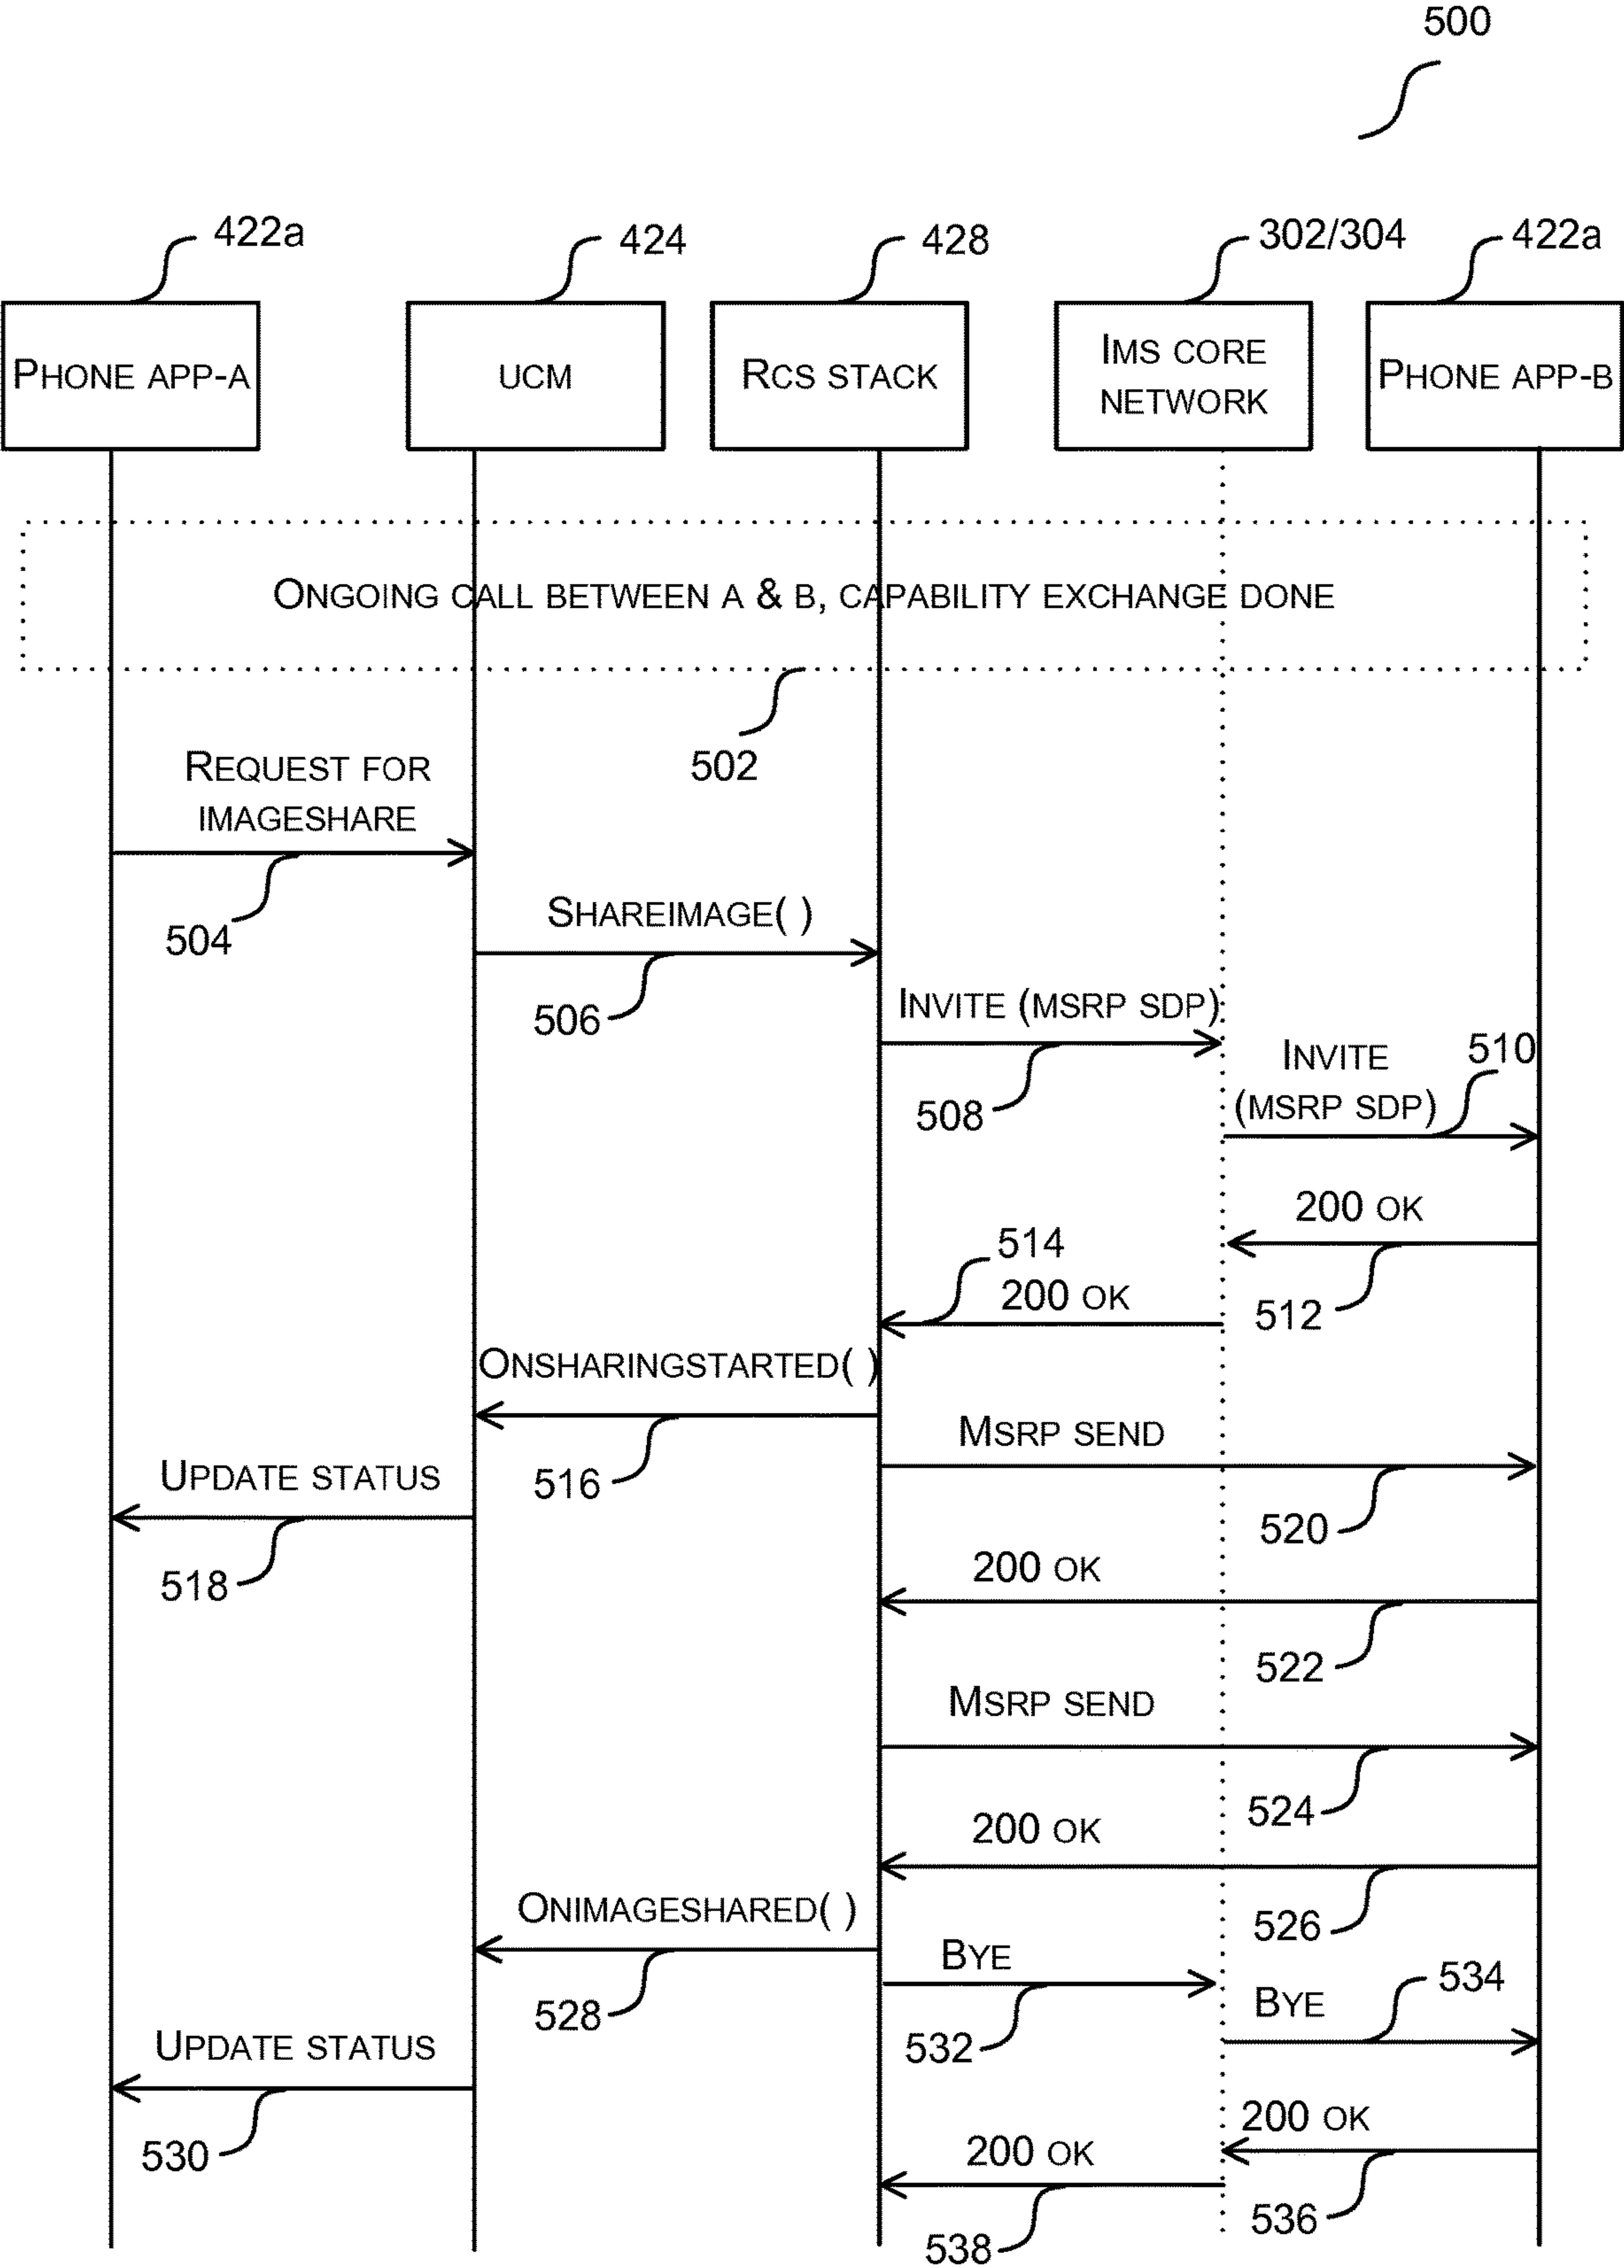 500
422a
424
428
302/304
422a
PHONE APP-A
UCM
RCS STACK
IMS CORE
NETWORK
PHONE APP-B
ONGOING CALL BETWEEN A & B, CAPABILITY EXCHANGE DONE
502
REQUEST FOR
IMAGESHARE
504
SHAREIMAGE( )
506
INVITE (MSRP SDP)
508
INVITE
(MSRP SDP)
510
200 OK
512
514
200 OK
ONSHARINGSTARTED( )
516
MSRP SEND
520
UPDATE STATUS
518
200 OK
522
MSRP SEND
524
200 OK
526
ONIMAGESHARED( )
528
BYE
532
534
BYE
UPDATE STATUS
530
200 OK
536
200 OK
538